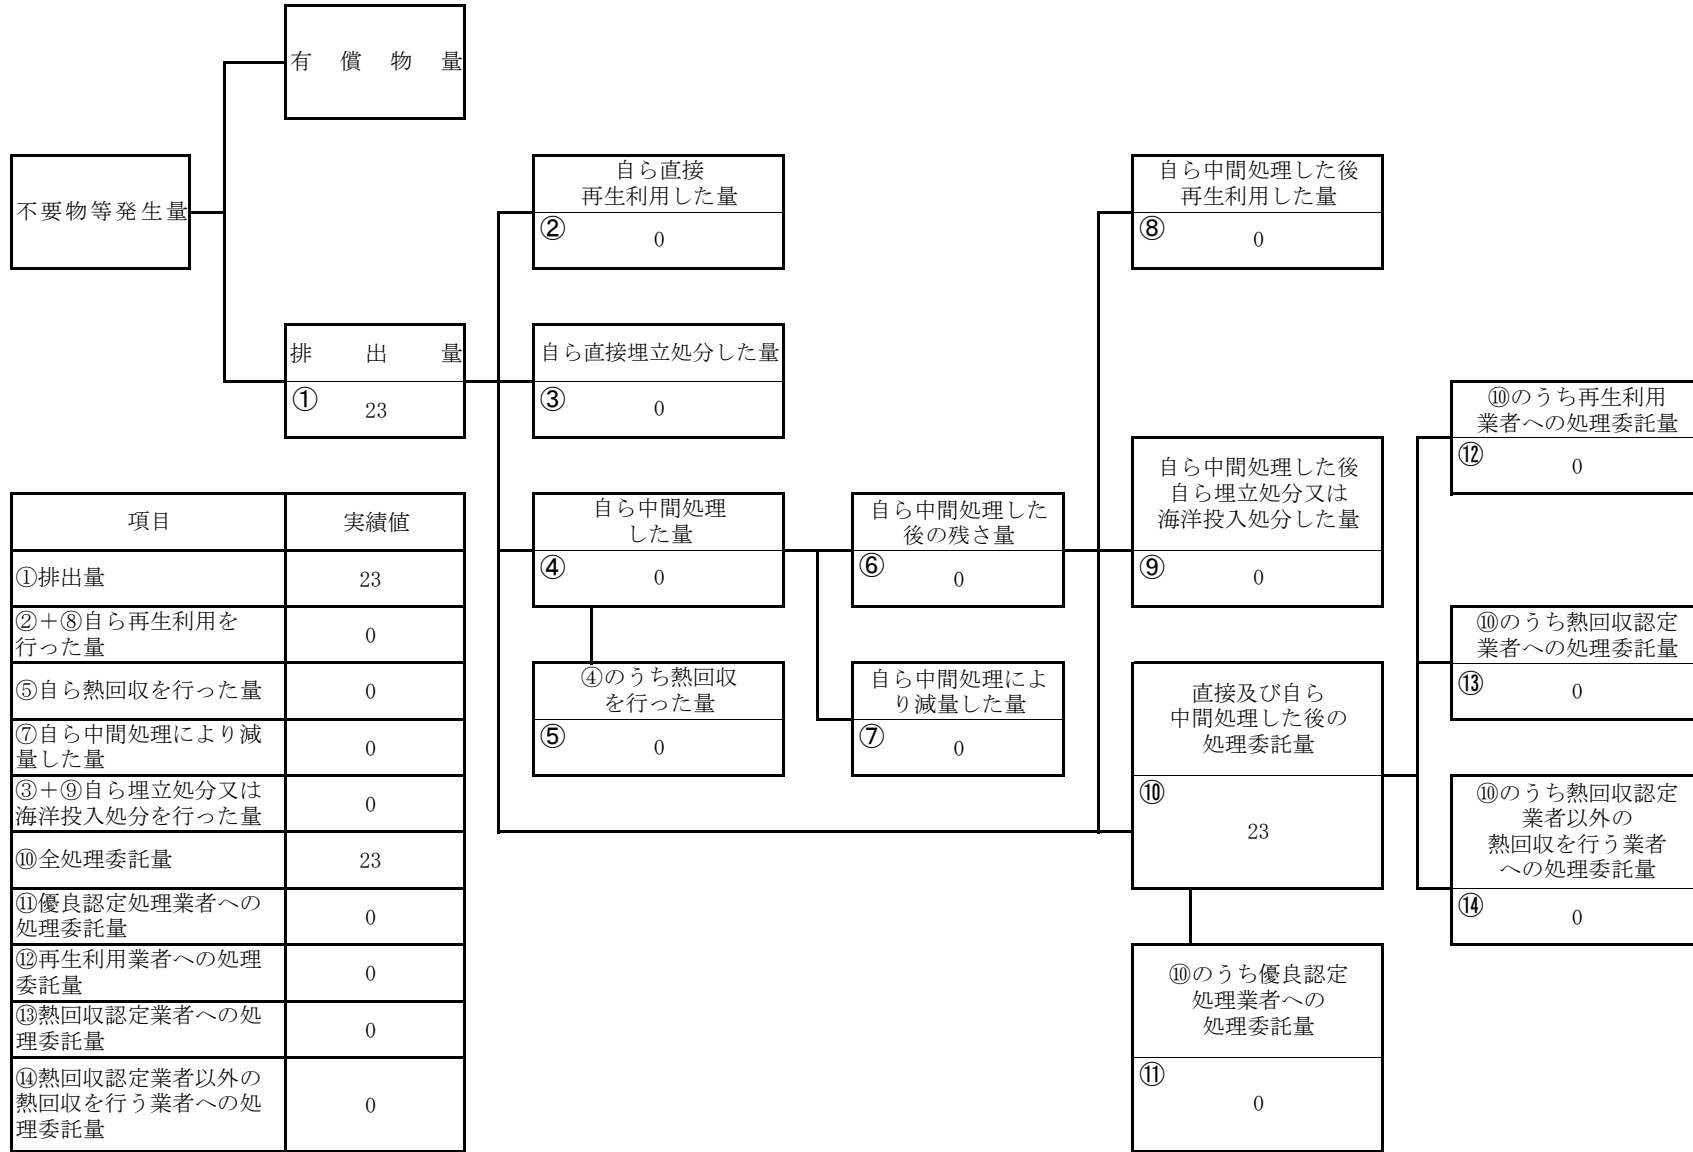 有償物量
不要物等発生量
自ら直接
再生利用した量
②
0
自ら中間処理した後
再生利用した量
⑧
0
排出量
①
23
自ら直接埋立処分した量
③
0
⑩のうち再生利用
業者への処理委託量
⑫
0
自ら中間処理
した量
④
0
自ら中間処理した
後の残さ量
⑥
0
自ら中間処理した後
自ら埋立処分又は
海洋投入処分した量
⑨
0
④のうち熱回収
を行った量
⑤
0
自ら中間処理によ
り減量した量
⑦
0
直接及び自ら
中間処理した後の
処理委託量
⑩
23
⑩のうち熱回収認定
業者への処理委託量
⑬
0
⑩のうち熱回収認定
業者以外の
熱回収を行う業者
への処理委託量
⑭
0
⑩のうち優良認定
処理業者への
処理委託量
⑪
0
項目 実績値
①排出量 23
②＋⑧自ら再生利用を
行った量 0
⑤自ら熱回収を行った量 0
⑦自ら中間処理により減
量した量 0
③＋⑨自ら埋立処分又は
海洋投入処分を行った量 0
⑩全処理委託量 23
⑪優良認定処理業者への
処理委託量 0
⑫再生利用業者への処理
委託量 0
⑬熱回収認定業者への処
理委託量 0
⑭熱回収認定業者以外の
熱回収を行う業者への処
理委託量 0